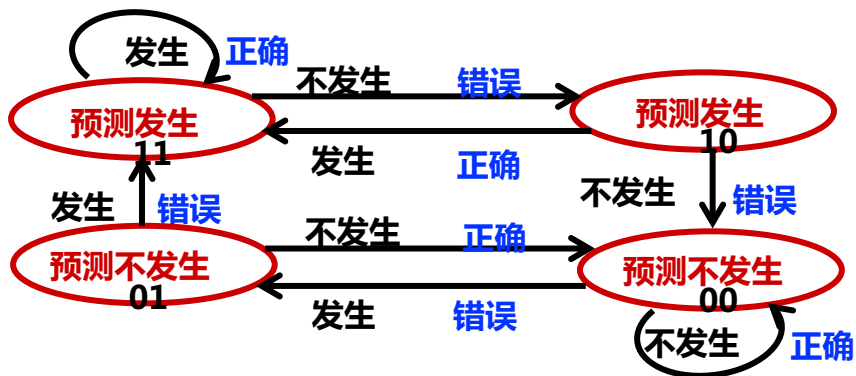 发生 正确
不发生 错误
预测发生
11
预测发生
10
发生 正确
不发生 错误
发生 错误
不发生 正确
预测不发生
01
预测不发生
00
发生 错误
不发生 正确